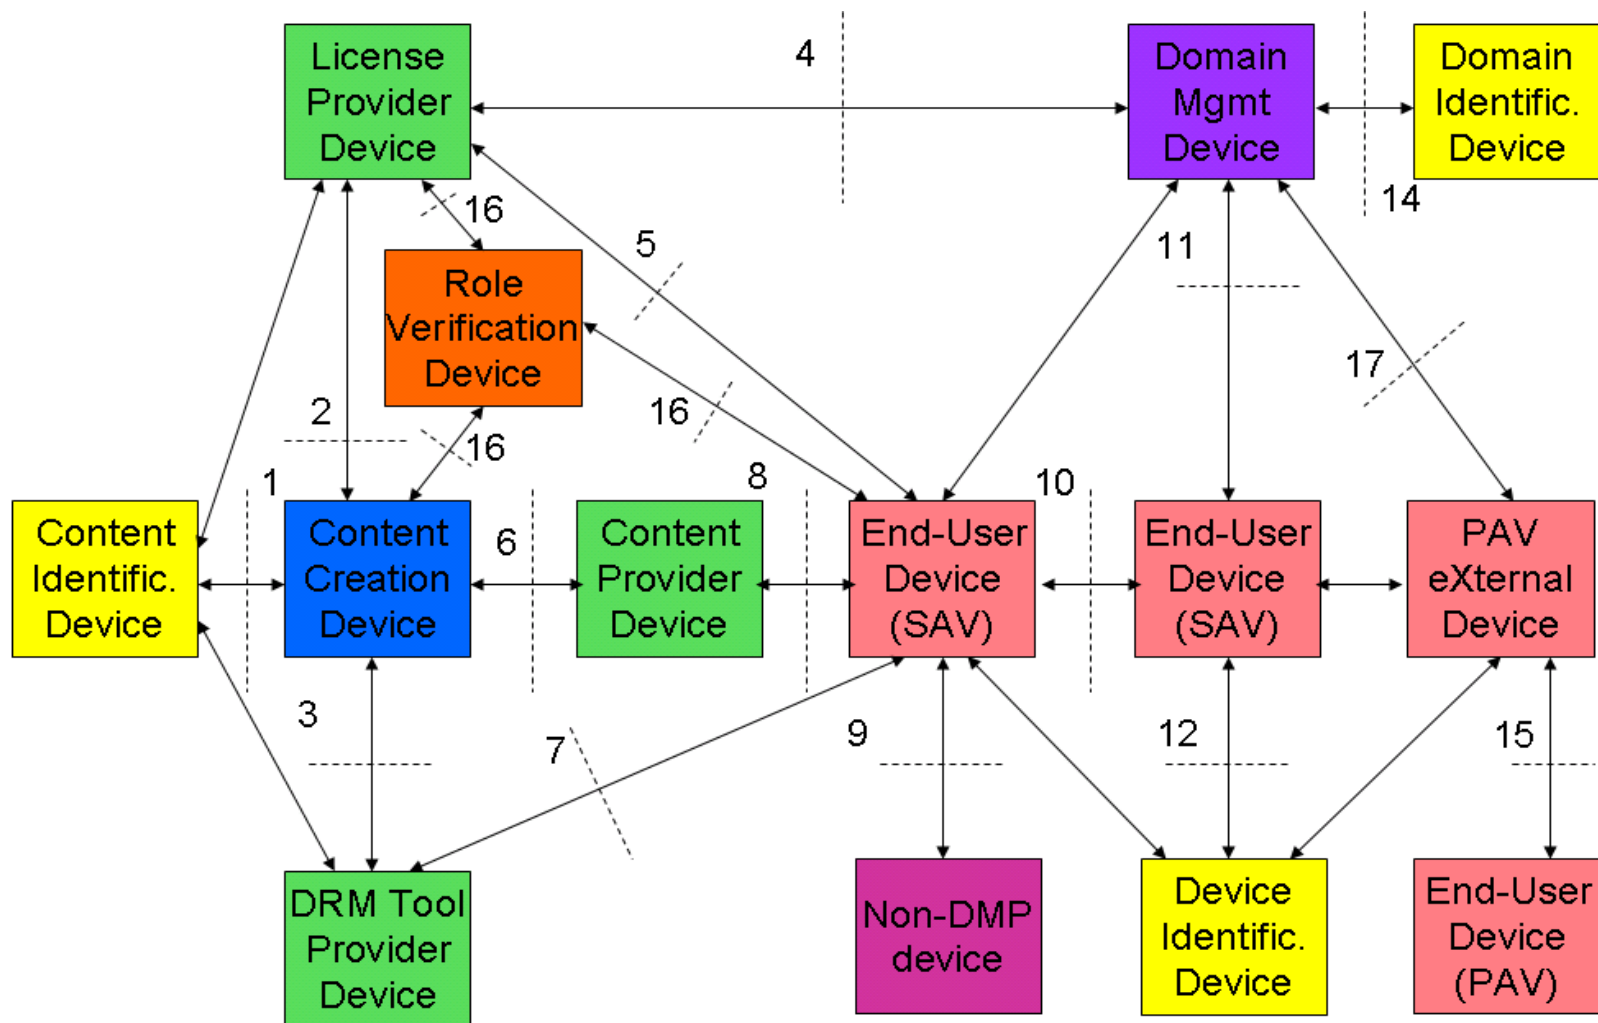 License
Provider
Device
4
Domain
Mgmt
Device
Domain
Identific.
Device
14
16
5
11
Role
Verification
Device
17
2
16
16
1
8
10
Content
Identific.
Device
Content
Creation
Device
6
Content
Provider
Device
End-User
Device
(SAV)
End-User
Device
(SAV)
PAV
eXternal
Device
3
7
9
12
15
DRM Tool
Provider
Device
Non-DMP
device
Device
Identific.
Device
End-User
Device
(PAV)